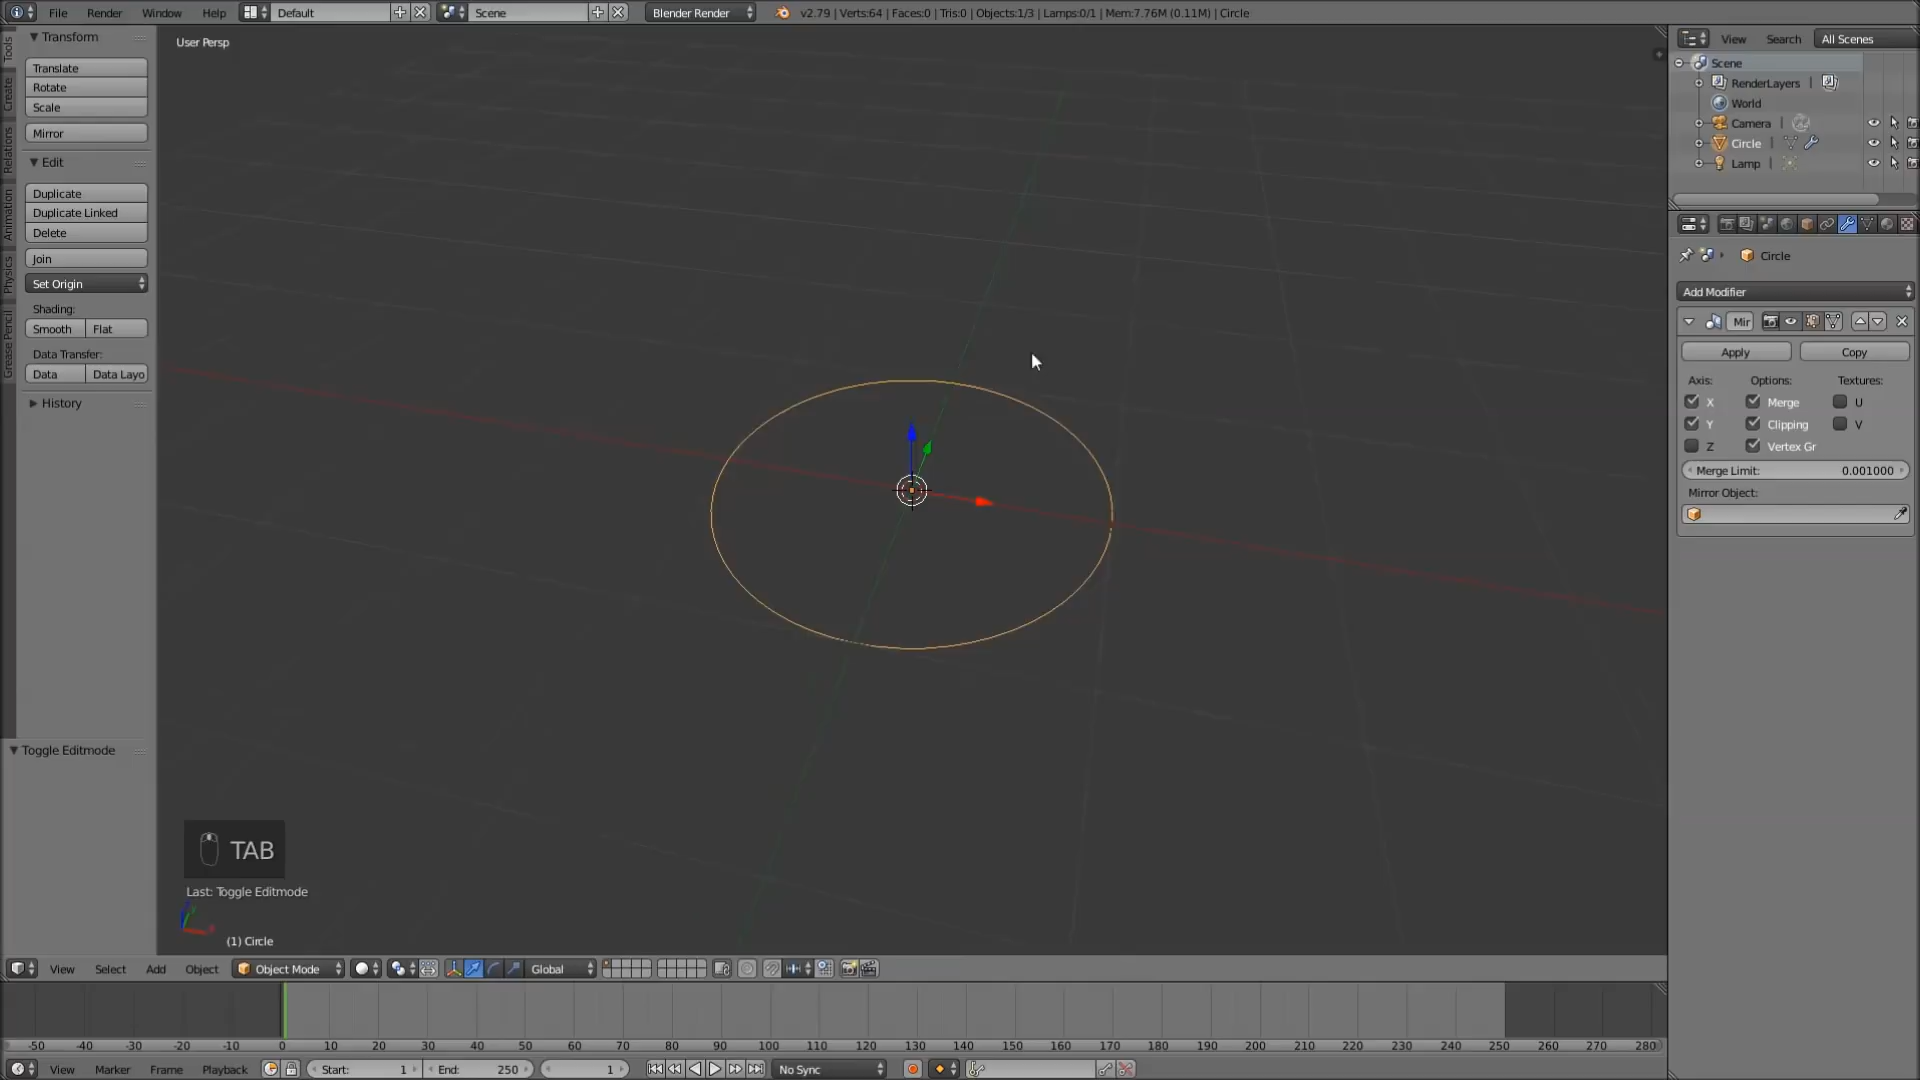 File Render Window Help Default Scene Blender Render v2.79 | Verts:64 | Faces:0 | Tris:0 | Objects:1/3 | Lamps:0/1 | Mem:7.76M (0.11M) | Circle
Tools
Create
Relations
Animation
Physics
Grease Pencil
Transform
Translate
Rotate
Scale
Mirror
Edit
Duplicate
Duplicate Linked
Delete
Join
Set Origin
Shading:
Smooth Flat
Data Transfer:
Data Data Layo
History
Toggle Editmode
User Persp
TAB
Last: Toggle Editmode
(1) Circle
View Search All Scenes
Scene
RenderLayers |
World
Camera |
Circle |
Lamp |
Circle
Add Modifier
Mir
Apply Copy
Axis: Options: Textures:
X Merge U
Y Clipping V
Z Vertex Gr
Merge Limit: 0.001000
Mirror Object:
View Select Add Object Object Mode Global
-50 -40 -30 -20 -10 0 10 20 30 40 50 60 70 80 90 100 110 120 130 140 150 160 170 180 190 200 210 220 230 240 250 260 270 280
View Marker Frame Playback Start: 1 End: 250 1 No Sync